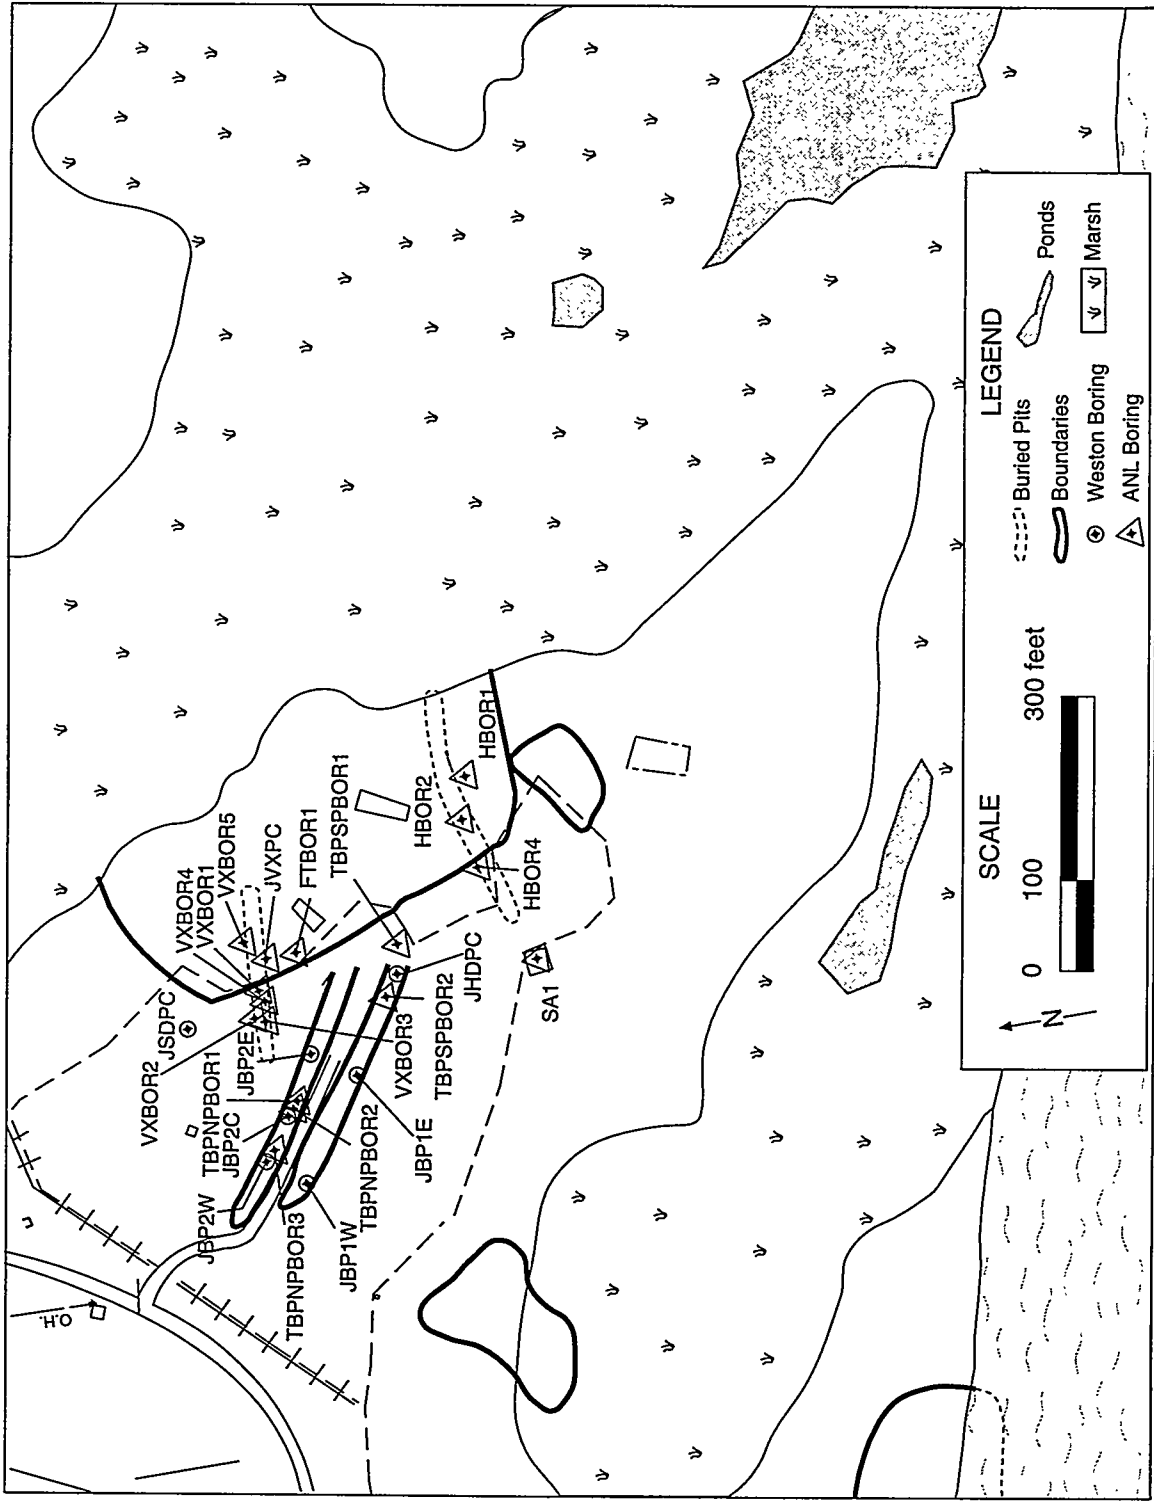 O.H.
VXBOR4
VXBOR1
VXBOR5
JVXPC
FTBOR1
TBPSPBOR1
JSDPC
VXBOR2
JBP2E
TBPNPBOR1
JBP2C
JBP2W
TBPNPBOR3
JBP1W
TBPNPBOR2
JBP1E
VXBOR3
TBPSPBOR2
JHDPC
HBOR2
HBOR1
HBOR4
SA1
SCALE
0 100 300 feet
N
LEGEND
Buried Pits
Boundaries
Weston Boring
ANL Boring
Ponds
Marsh